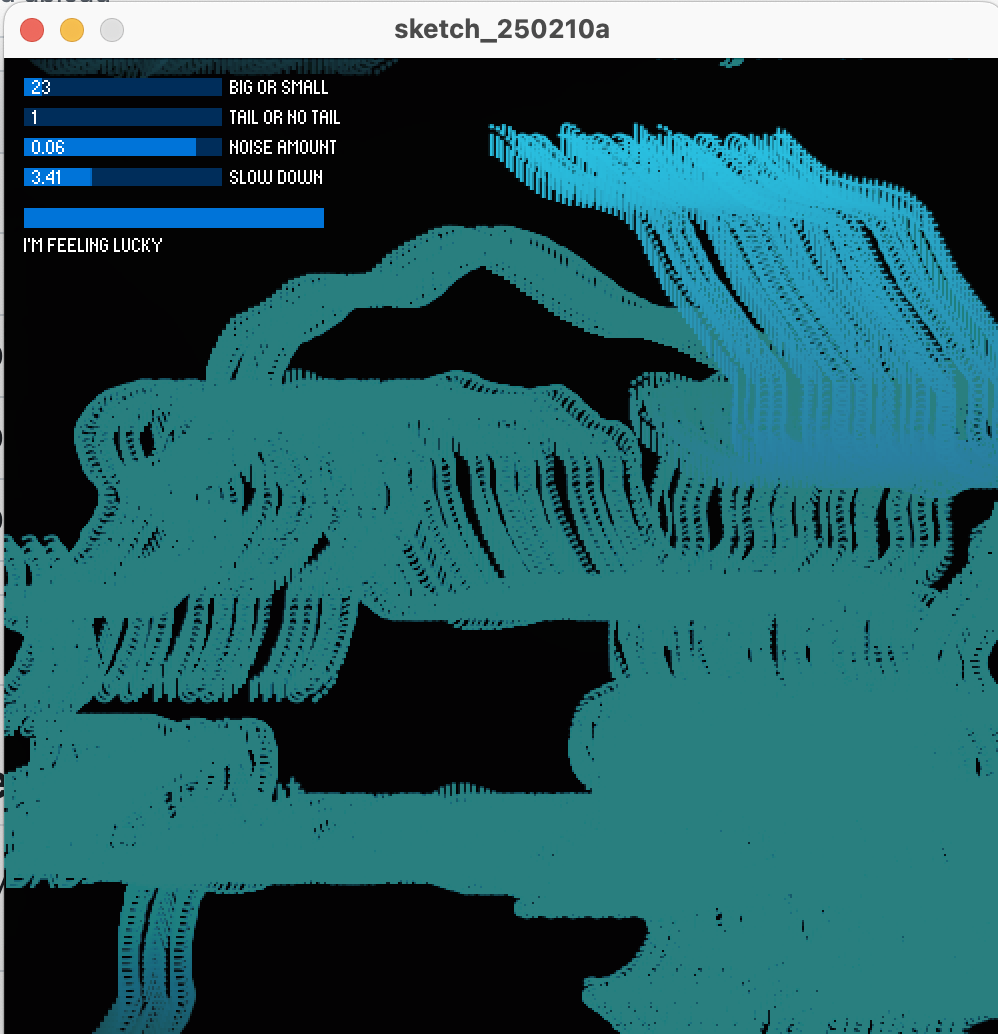 sketch_250210a
23 BIG OR SMALL
1 TAIL OR NO TAIL
0.06 NOISE AMOUNT
3.41 SLOW DOWN
I'M FEELING LUCKY